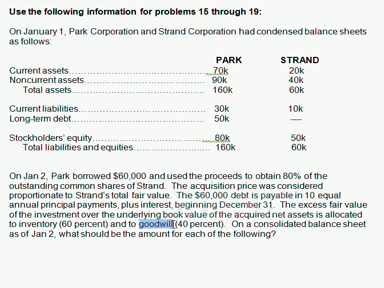 Use the following information for problems 15 through 19:
On January 1, Park Corporation and Strand Corporation had condensed balance sheets
as follows:
PARK STRAND
Current assets 70k 20k
Noncurrent assets 90k 40k
Total assets 160k 60k
Current liabilities 30k 10k
Long-term debt 50k —
Stockholders' equity 80k 50k
Total liabilities and equities 160k 60k
On Jan 2, Park borrowed $60,000 and used the proceeds to obtain 80% of the
outstanding common shares of Strand. The acquisition price was considered
proportionate to Strand's total fair value. The $60,000 debt is payable in 10 equal
annual principal payments, plus interest, beginning December 31. The excess fair value
of the investment over the underlying book value of the acquired net assets is allocated
to inventory (60 percent) and to goodwill (40 percent). On a consolidated balance sheet
as of Jan 2, what should be the amount for each of the following?